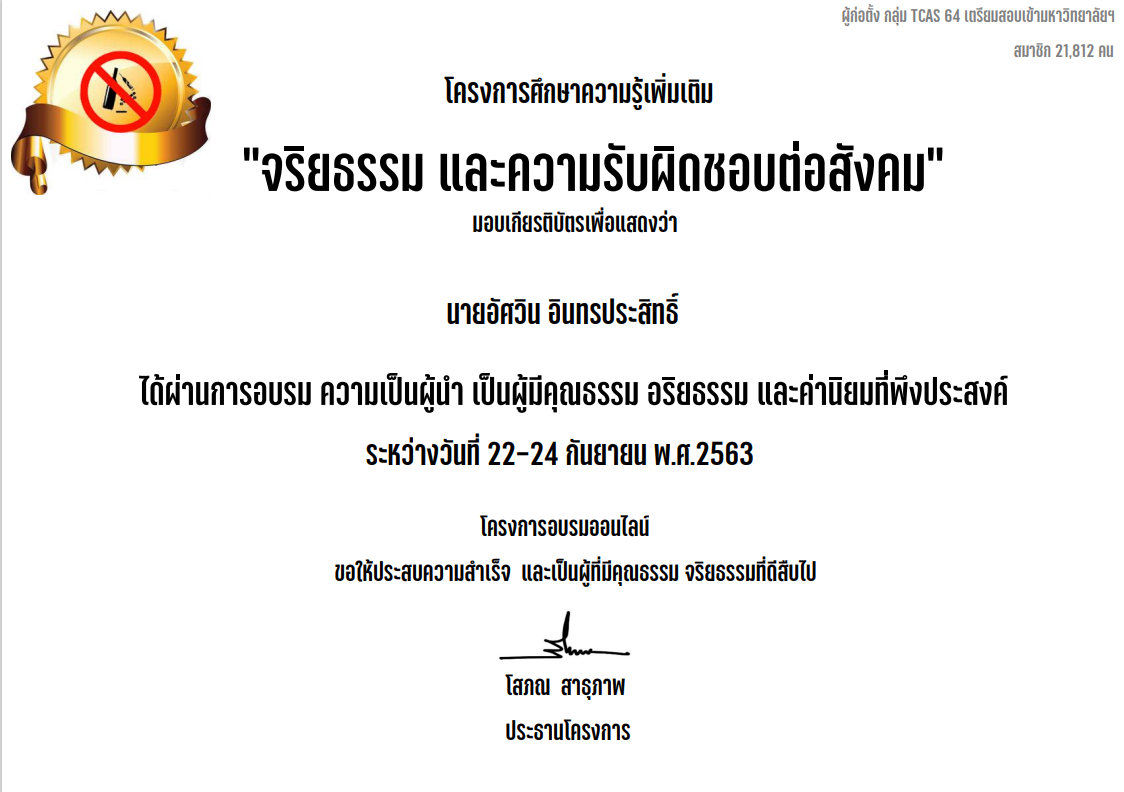 ผู้ก่อตั้ง กลุ่ม TCAS 64 เตรียมสอบเข้ามหาวิทยาลัยฯ
สมาชิก 21,812 คน
โครงการศึกษาความรู้เพิ่มเติม
"จริยธรรม และความรับผิดชอบต่อสังคม"
มอบเกียรติบัตรเพื่อแสดงว่า
นายอัศวิน อินทรประสิทธิ์
ได้ผ่านการอบรม ความเป็นผู้นำ เป็นผู้มีคุณธรรม อริยธรรม และค่านิยมที่พึงประสงค์
ระหว่างวันที่ 22-24 กันยายน พ.ศ.2563
โครงการอบรมออนไลน์
ขอให้ประสบความสำเร็จ และเป็นผู้ที่มีคุณธรรม จริยธรรมที่ดีสืบไป
โสภณ สาธุภาพ
ประธานโครงการ